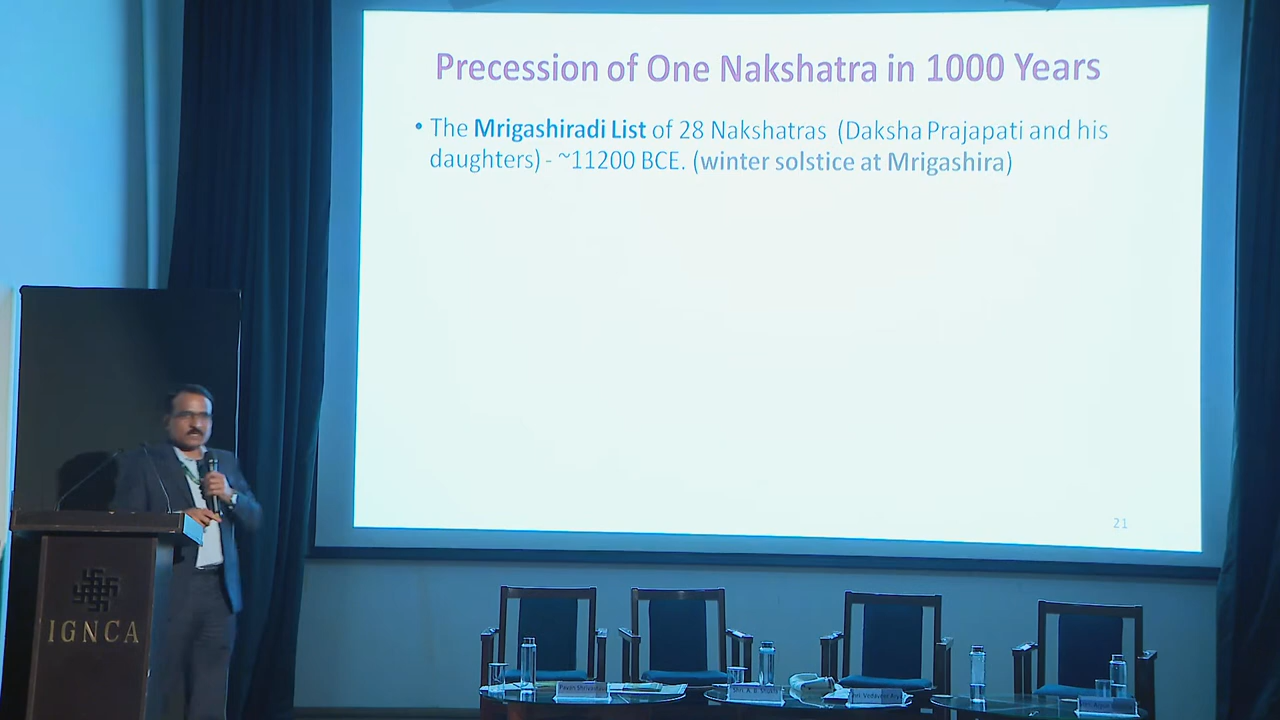 Precession of One Nakshatra in 1000 Years
• The Mrigashiradi List of 28 Nakshatras (Daksha Prajapati and his
daughters) - ~11200 BCE. (winter solstice at Mrigashira)
21
IGNCA